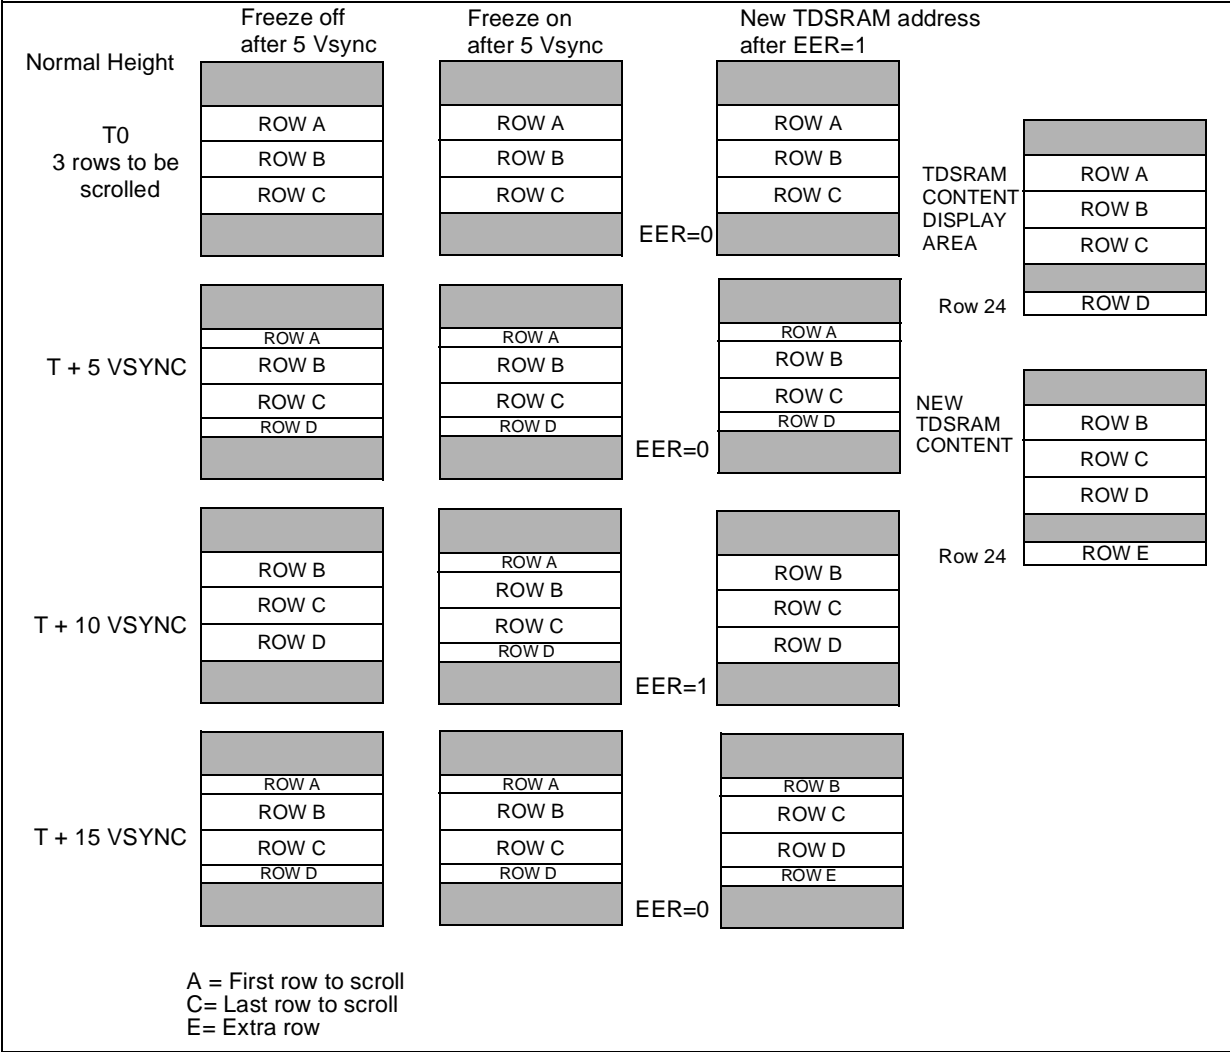 Freeze off
after 5 Vsync
Freeze on
after 5 Vsync
New TDSRAM address
after EER=1
Normal Height
T0
3 rows to be
scrolled
ROW A
ROW B
ROW C
ROW A
ROW B
ROW C
EER=0
ROW A
ROW B
ROW C
TDSRAM
CONTENT
DISPLAY
AREA
ROW A
ROW B
ROW C
Row 24
ROW D
T + 5 VSYNC
ROW A
ROW B
ROW C
ROW D
ROW A
ROW B
ROW C
ROW D
EER=0
ROW A
ROW B
ROW C
ROW D
NEW
TDSRAM
CONTENT
ROW B
ROW C
ROW D
Row 24
ROW E
T + 10 VSYNC
ROW B
ROW C
ROW D
ROW A
ROW B
ROW C
ROW D
EER=1
ROW B
ROW C
ROW D
T + 15 VSYNC
ROW A
ROW B
ROW C
ROW D
ROW A
ROW B
ROW C
ROW D
EER=0
ROW B
ROW C
ROW D
ROW E
A = First row to scroll
C= Last row to scroll
E= Extra row